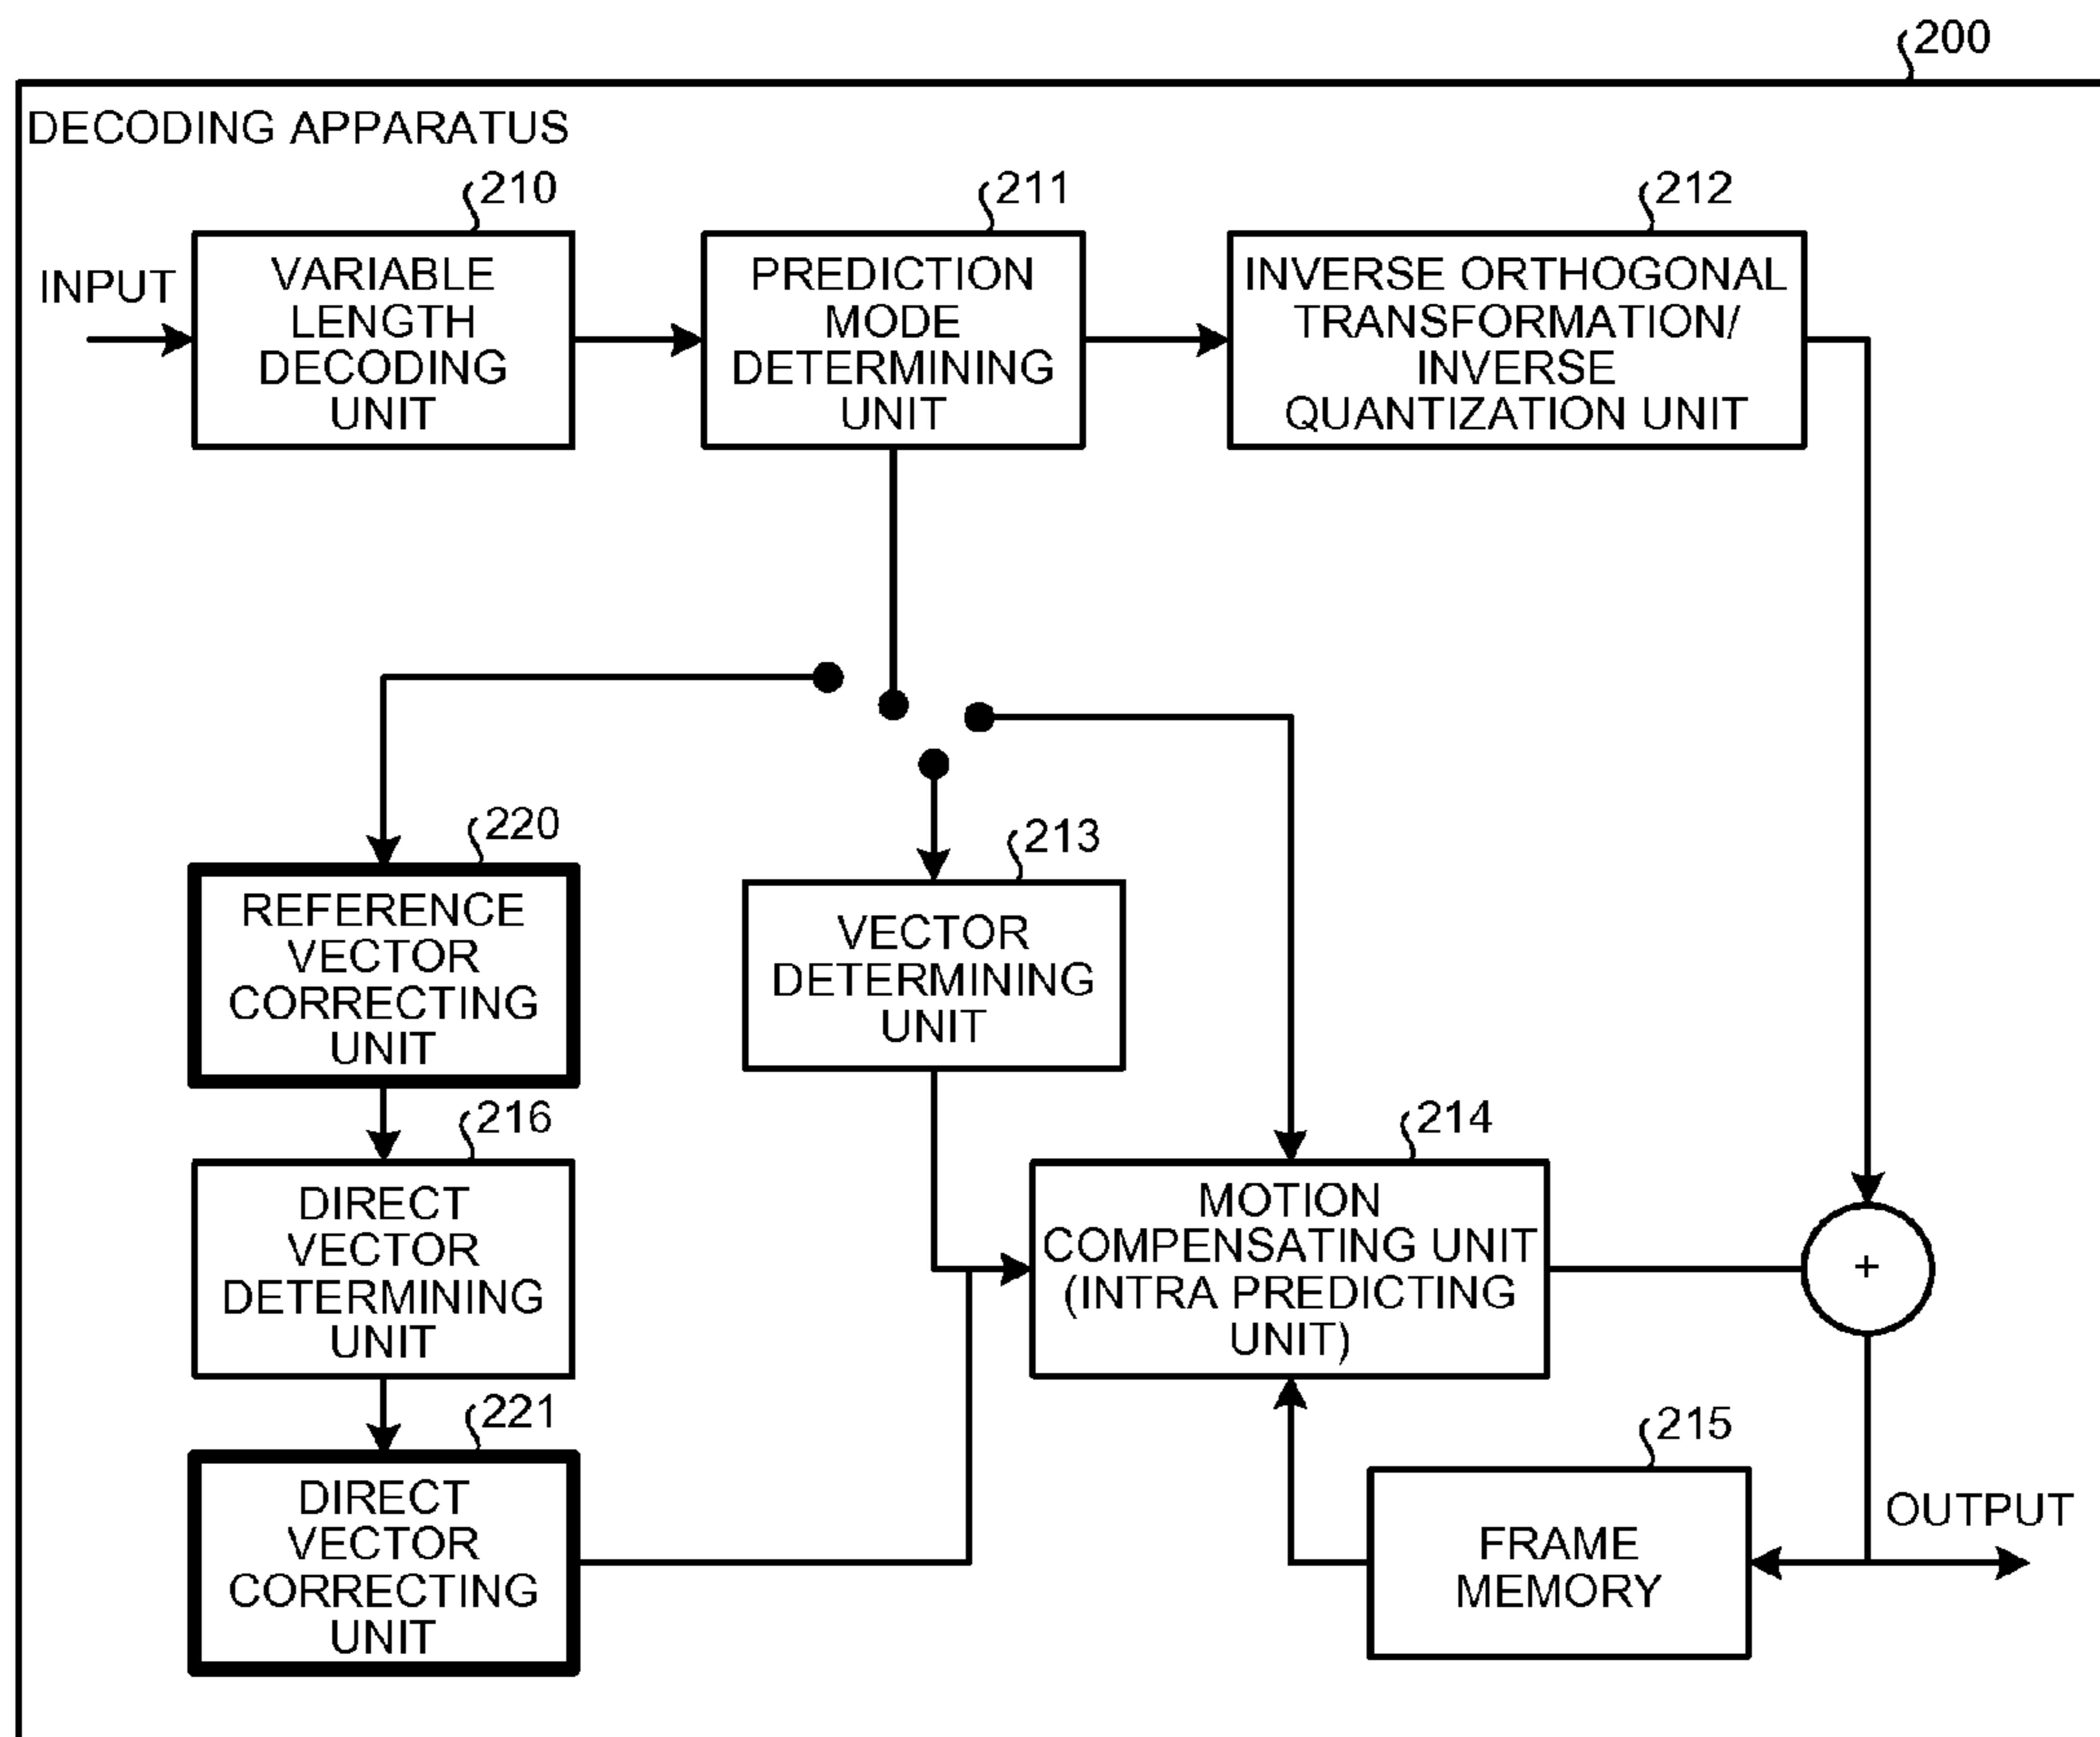 200
DECODING APPARATUS
210
211
212
INPUT
VARIABLE
LENGTH
DECODING
UNIT
PREDICTION
MODE
DETERMINING
UNIT
INVERSE ORTHOGONAL
TRANSFORMATION/
INVERSE
QUANTIZATION UNIT
220
REFERENCE
VECTOR
CORRECTING
UNIT
213
VECTOR
DETERMINING
UNIT
216
DIRECT
VECTOR
DETERMINING
UNIT
214
MOTION
COMPENSATING UNIT
(INTRA PREDICTING
UNIT)
+
221
DIRECT
VECTOR
CORRECTING
UNIT
215
FRAME
MEMORY
OUTPUT